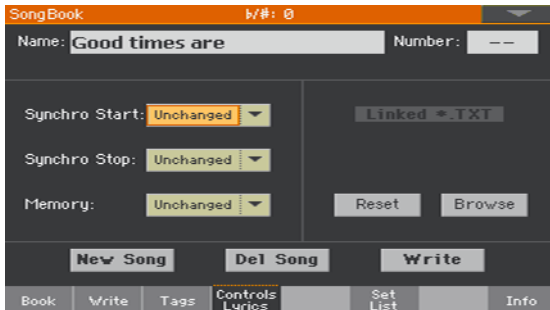 SongBook ♭/#: 0
Name: Good times are Number: --
Synchro Start: Unchanged Linked *.TXT
Synchro Stop: Unchanged
Memory: Unchanged Reset Browse
New Song Del Song Write
Book Write Tags Controls Lyrics Set List Info